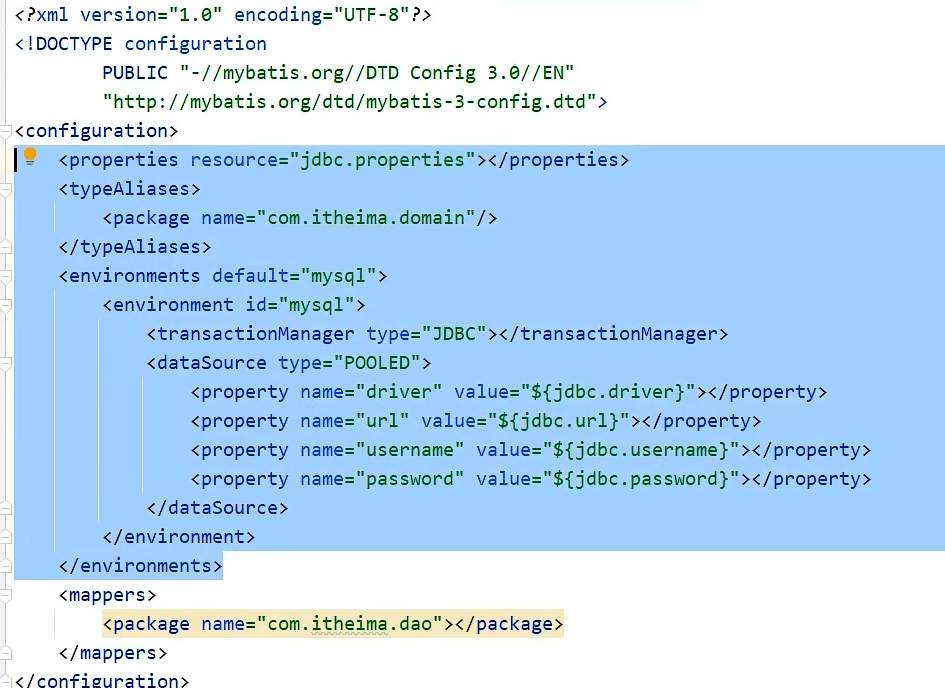 <?xml version="1.0" encoding="UTF-8"?>
<!DOCTYPE configuration
        PUBLIC "-//mybatis.org//DTD Config 3.0//EN"
        "http://mybatis.org/dtd/mybatis-3-config.dtd">
<configuration>
    <properties resource="jdbc.properties"></properties>
    <typeAliases>
        <package name="com.itheima.domain"/>
    </typeAliases>
    <environments default="mysql">
        <environment id="mysql">
            <transactionManager type="JDBC"></transactionManager>
            <dataSource type="POOLED">
                <property name="driver" value="${jdbc.driver}"></property>
                <property name="url" value="${jdbc.url}"></property>
                <property name="username" value="${jdbc.username}"></property>
                <property name="password" value="${jdbc.password}"></property>
            </dataSource>
        </environment>
    </environments>
    <mappers>
        <package name="com.itheima.dao"></package>
    </mappers>
</configuration>